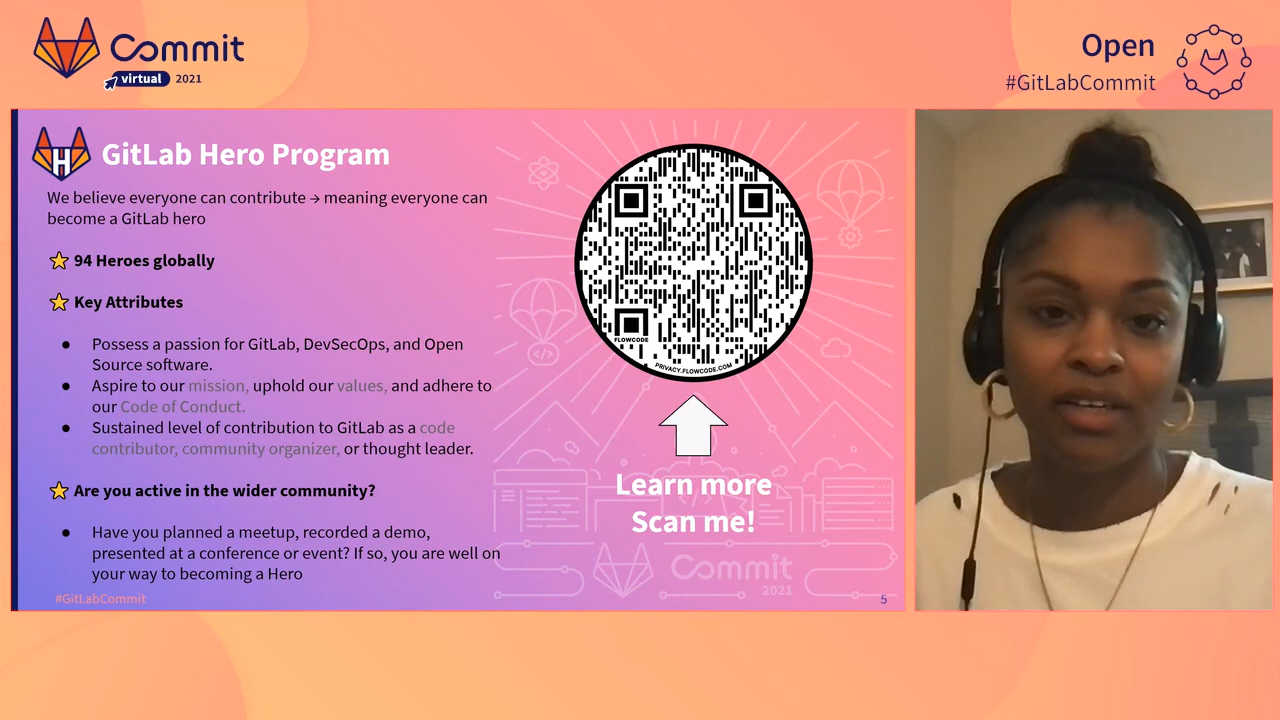 Commit
virtual 2021
Open
#GitLabCommit
H GitLab Hero Program
We believe everyone can contribute → meaning everyone can
become a GitLab hero
94 Heroes globally
Key Attributes
● Possess a passion for GitLab, DevSecOps, and Open
Source software.
● Aspire to our mission, uphold our values, and adhere to
our Code of Conduct.
● Sustained level of contribution to GitLab as a code
contributor, community organizer, or thought leader.
Are you active in the wider community?
● Have you planned a meetup, recorded a demo,
presented at a conference or event? If so, you are well on
your way to becoming a Hero
#GitLabCommit
FLOWCODE
PRIVACY.FLOWCODE.COM
Learn more
Scan me!
Commit
2021
5